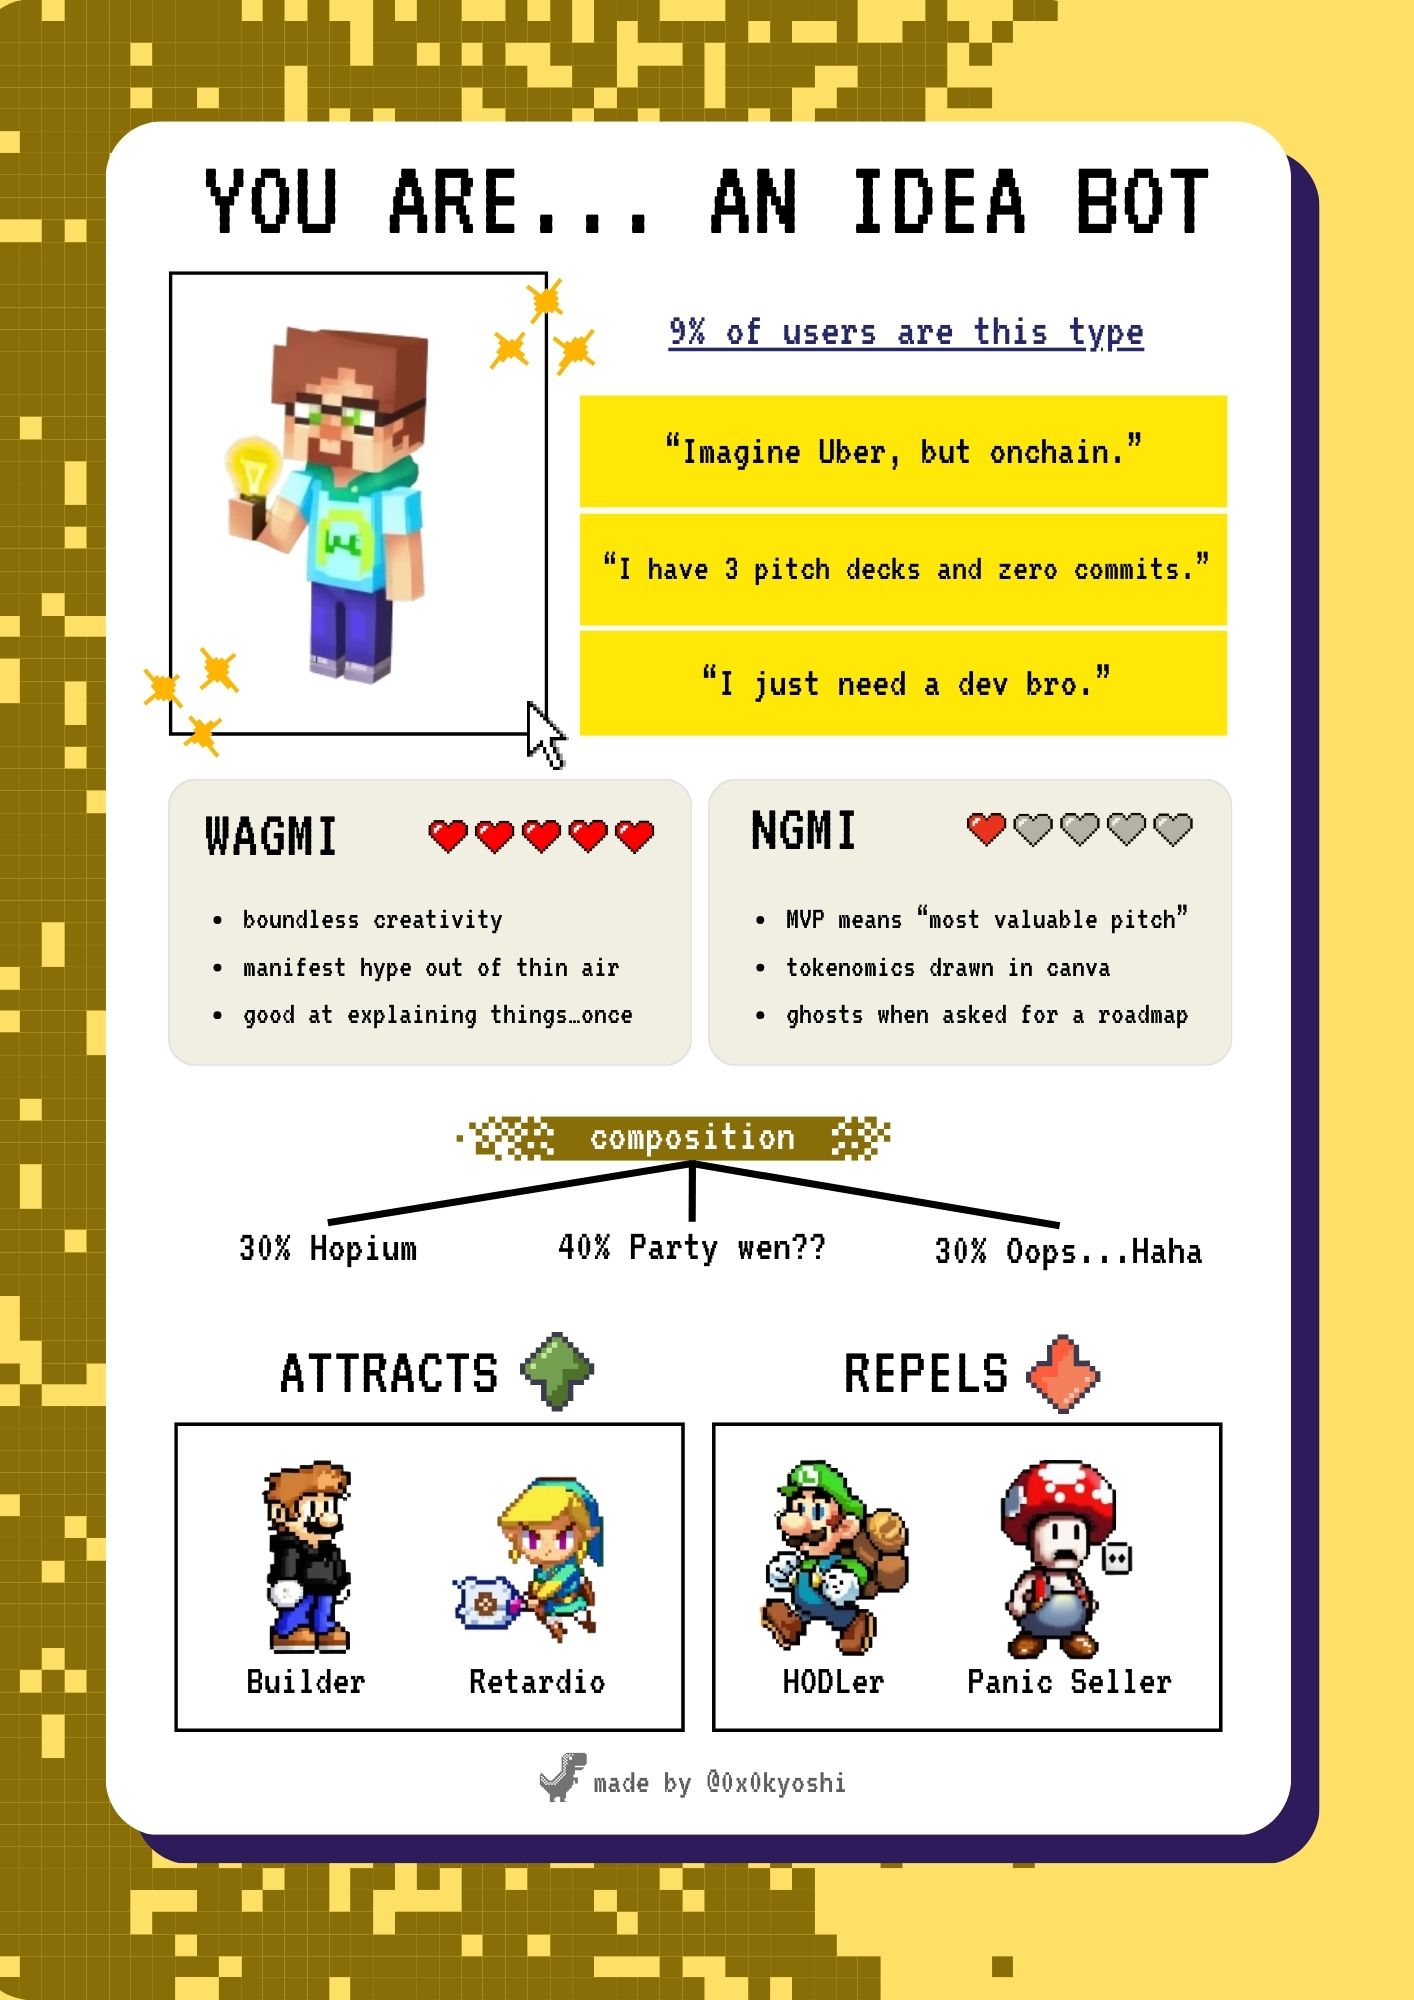 YOU ARE... AN IDEA BOT
9% of users are this type
“Imagine Uber, but onchain.”
“I have 3 pitch decks and zero commits.”
“I just need a dev bro.”
WAGMI
• boundless creativity
• manifest hype out of thin air
• good at explaining things…once
NGMI
• MVP means “most valuable pitch”
• tokenomics drawn in canva
• ghosts when asked for a roadmap
composition
30% Hopium
40% Party wen??
30% Oops...Haha
ATTRACTS
Builder
Retardio
REPELS
L
HODLer
Panic Seller
made by @0x0kyoshi